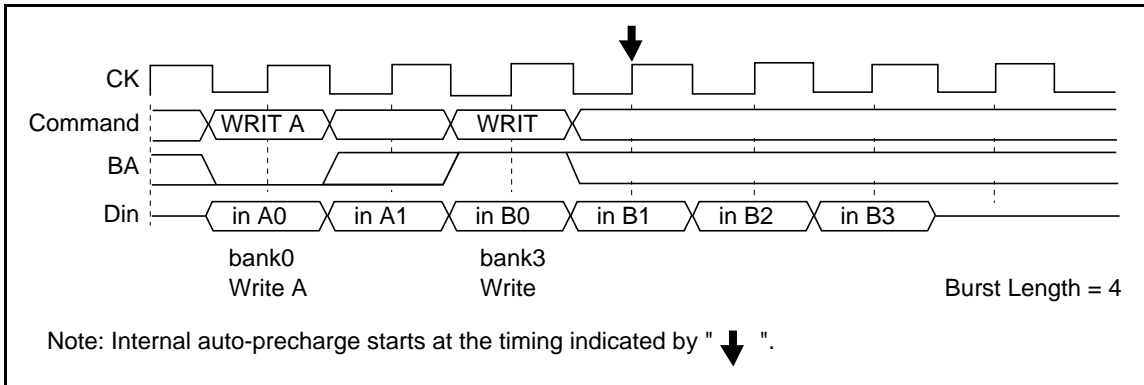 CK
Command WRIT A WRIT
BA
Din in A0 in A1 in B0 in B1 in B2 in B3
bank0 bank3
Write A Write Burst Length = 4
Note: Internal auto-precharge starts at the timing indicated by " ".